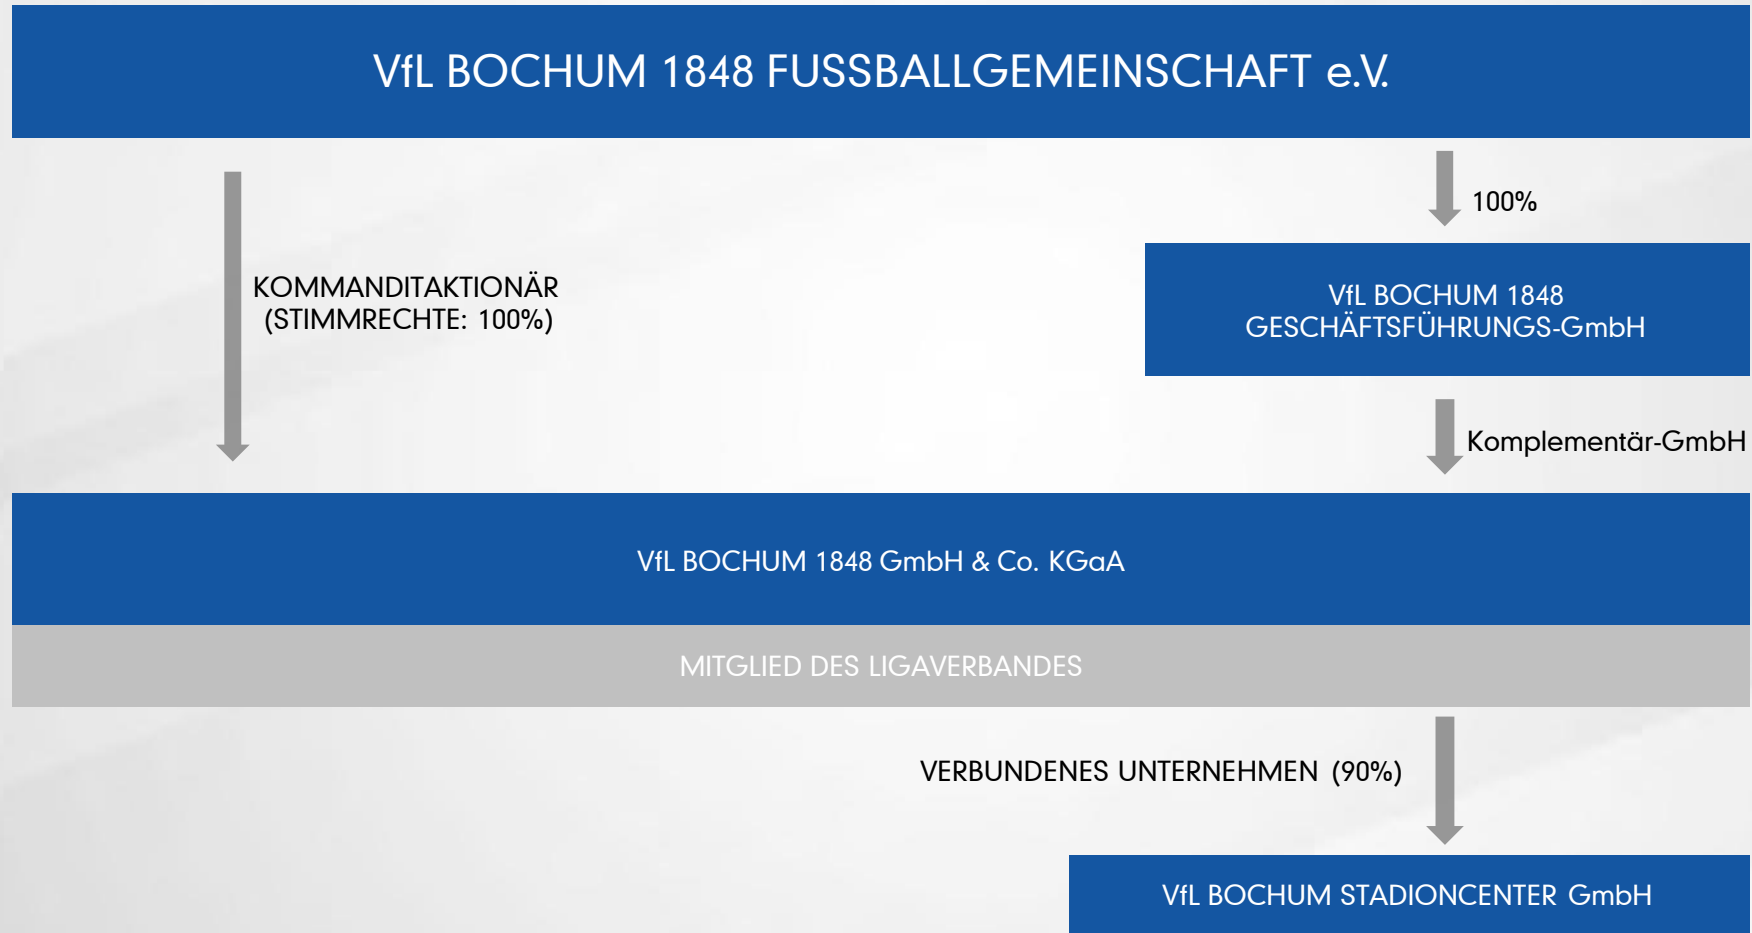 VfL BOCHUM 1848 FUSSBALLGEMEINSCHAFT e.V.
100%
KOMMANDITAKTIONÄR
(STIMMRECHTE: 100%)
VfL BOCHUM 1848
GESCHÄFTSFÜHRUNGS-GmbH
Komplementär-GmbH
VfL BOCHUM 1848 GmbH & Co. KGaA
MITGLIED DES LIGAVERBANDES
VERBUNDENES UNTERNEHMEN (90%)
VfL BOCHUM STADIONCENTER GmbH